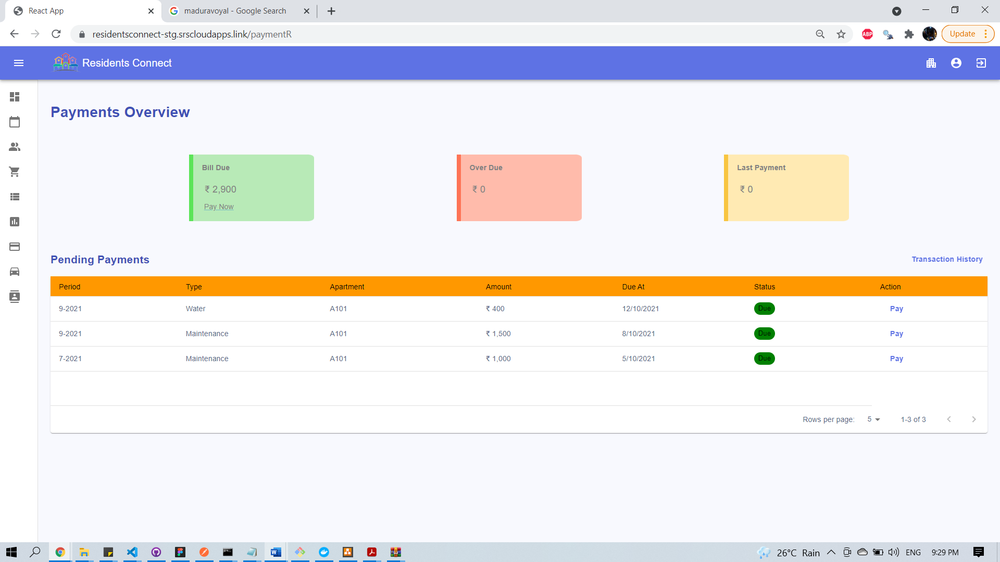 React App
maduravoyal - Google Search
residentsconnect-stg.srscloudapps.link/paymentR
ABP
Update
Residents Connect
Payments Overview
Bill Due
₹ 2,900
Pay Now
Over Due
₹ 0
Last Payment
₹ 0
Pending Payments
Transaction History
Period Type Apartment Amount Due At Status Action
9-2021 Water A101 ₹ 400 12/10/2021 Due Pay
9-2021 Maintenance A101 ₹ 1,500 8/10/2021 Due Pay
7-2021 Maintenance A101 ₹ 1,000 5/10/2021 Due Pay
Rows per page: 5 1-3 of 3
26°C Rain ENG 9:29 PM